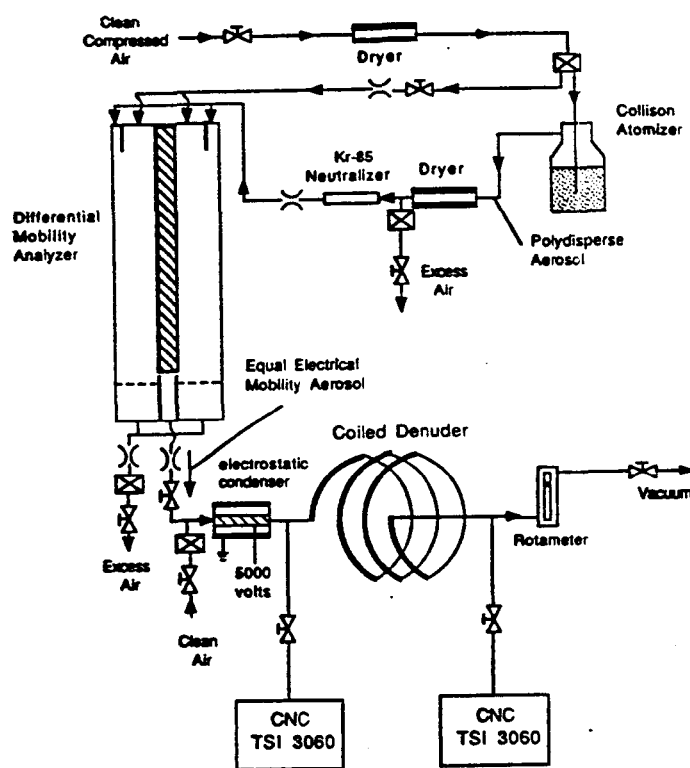 Clean
Compressed
Air
Dryer
Collison
Atomizer
Kr-85
Neutralizer
Dryer
Differential
Mobility
Analyzer
Polydisperse
Aerosol
Excess
Air
Equal Electrical
Mobility Aerosol
Coiled Denuder
electrostatic
condenser
Vacuum
Rotameter
5000
volts
Excess
Air
Clean
Air
CNC
TSI 3060
CNC
TSI 3060